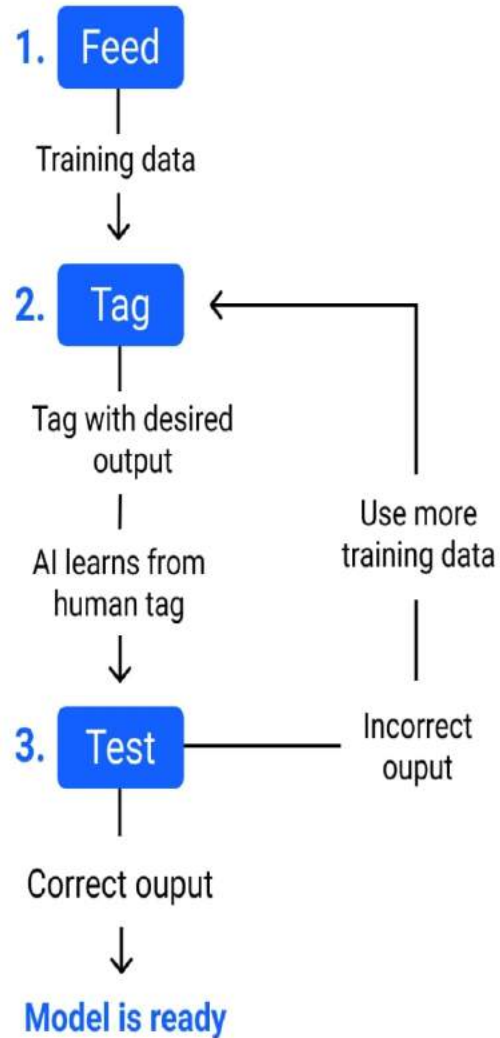 1. Feed
Training data
2. Tag
Tag with desired
output
AI learns from
human tag
Use more
training data
3. Test
Incorrect
ouput
Correct ouput
Model is ready